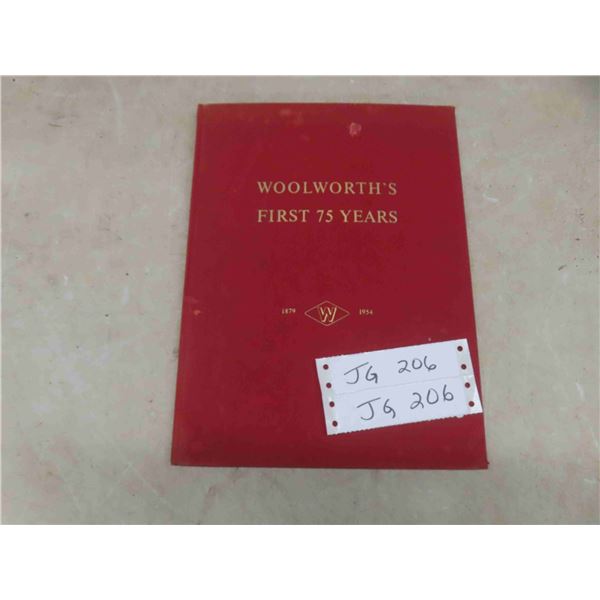 WOOLWORTH'S
FIRST 75 YEARS
1879 W 1954
JG 206
JG 206